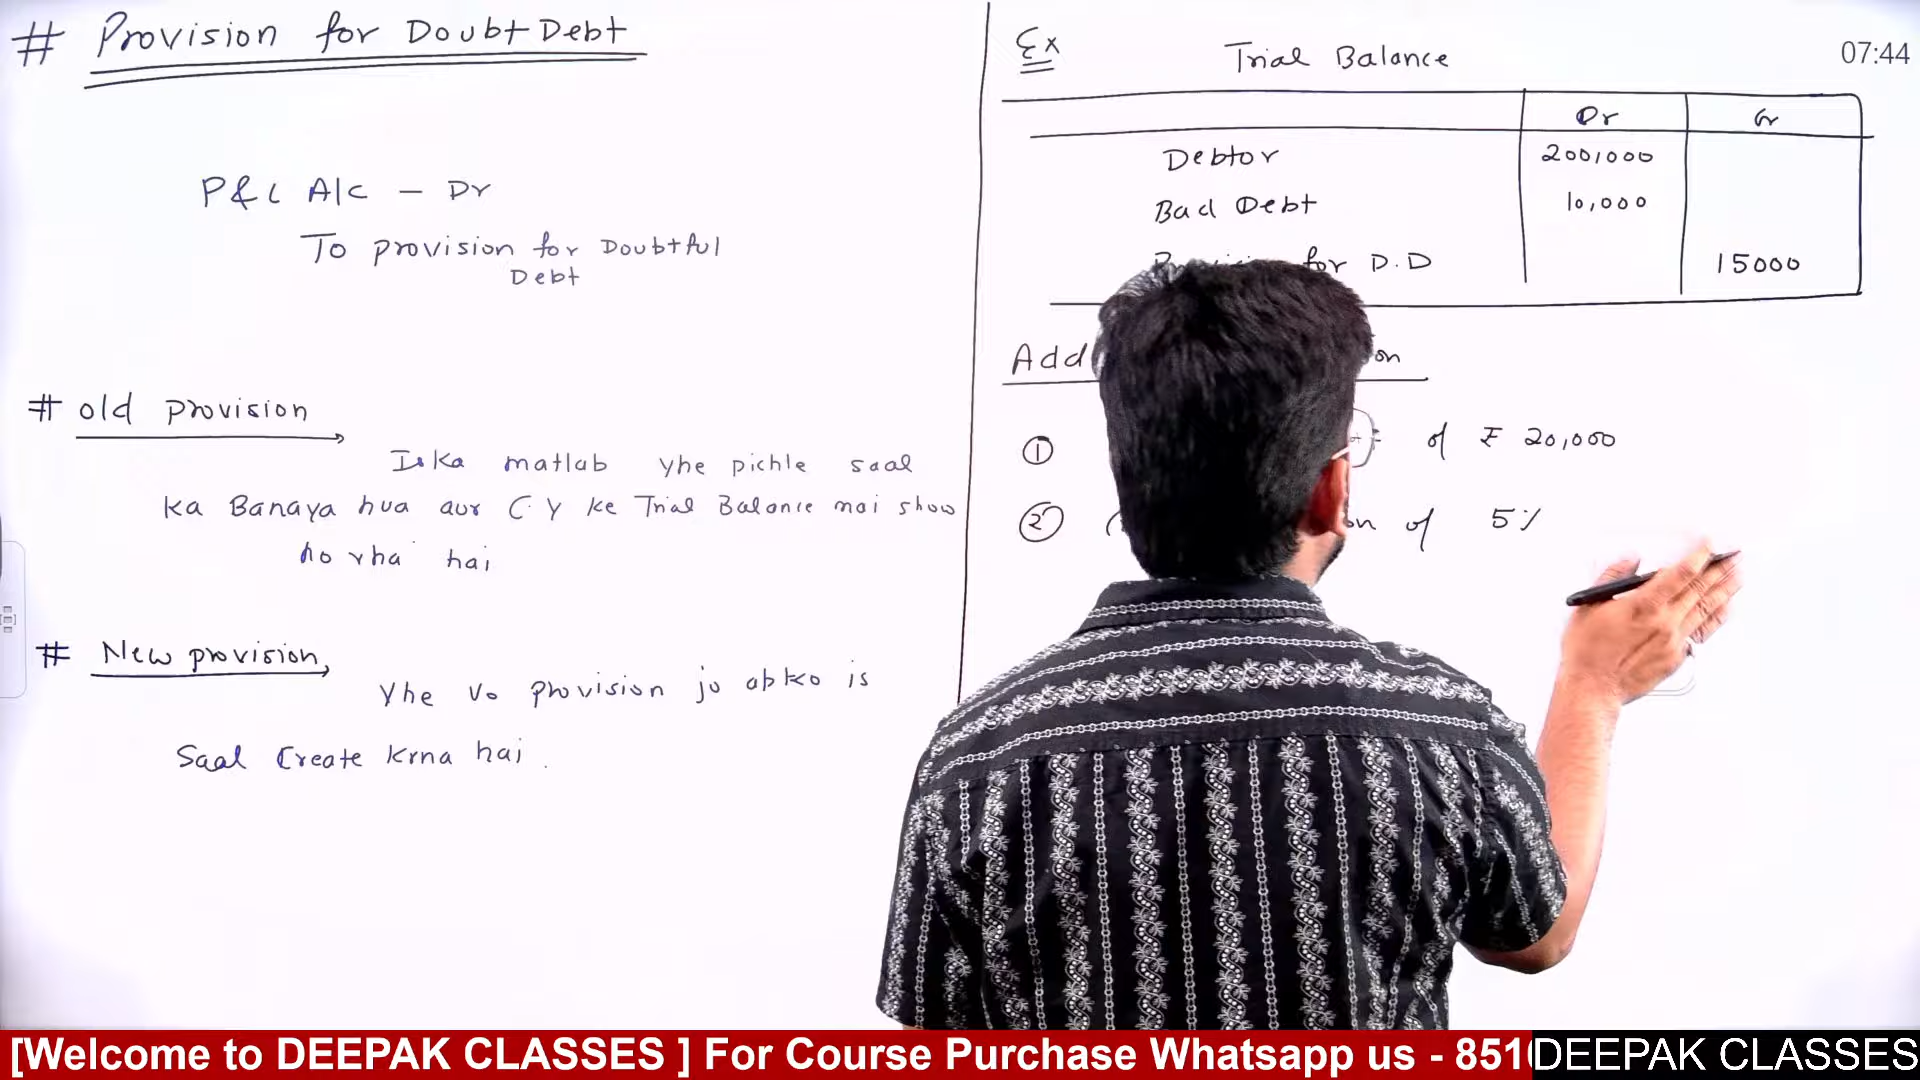 # Provision for Doubt Debt
P&L A/c - Dr
To provision for Doubtful
Debt
# old provision
Iska matlab yhe pichle saal
ka Banaya hua aur C.Y ke Trial Balance mai show
ho rha hai
# New provision
Yhe vo provision jo apko is
Saal Create krna hai.
Ex Trial Balance
07:44
Dr Cr
Debtor 200,000
Bad Debt 10,000
for D.D 15000
Add
① of ₹ 20,000
② of 5%
[Welcome to DEEPAK CLASSES ] For Course Purchase Whatsapp us - 851
DEEPAK CLASSES